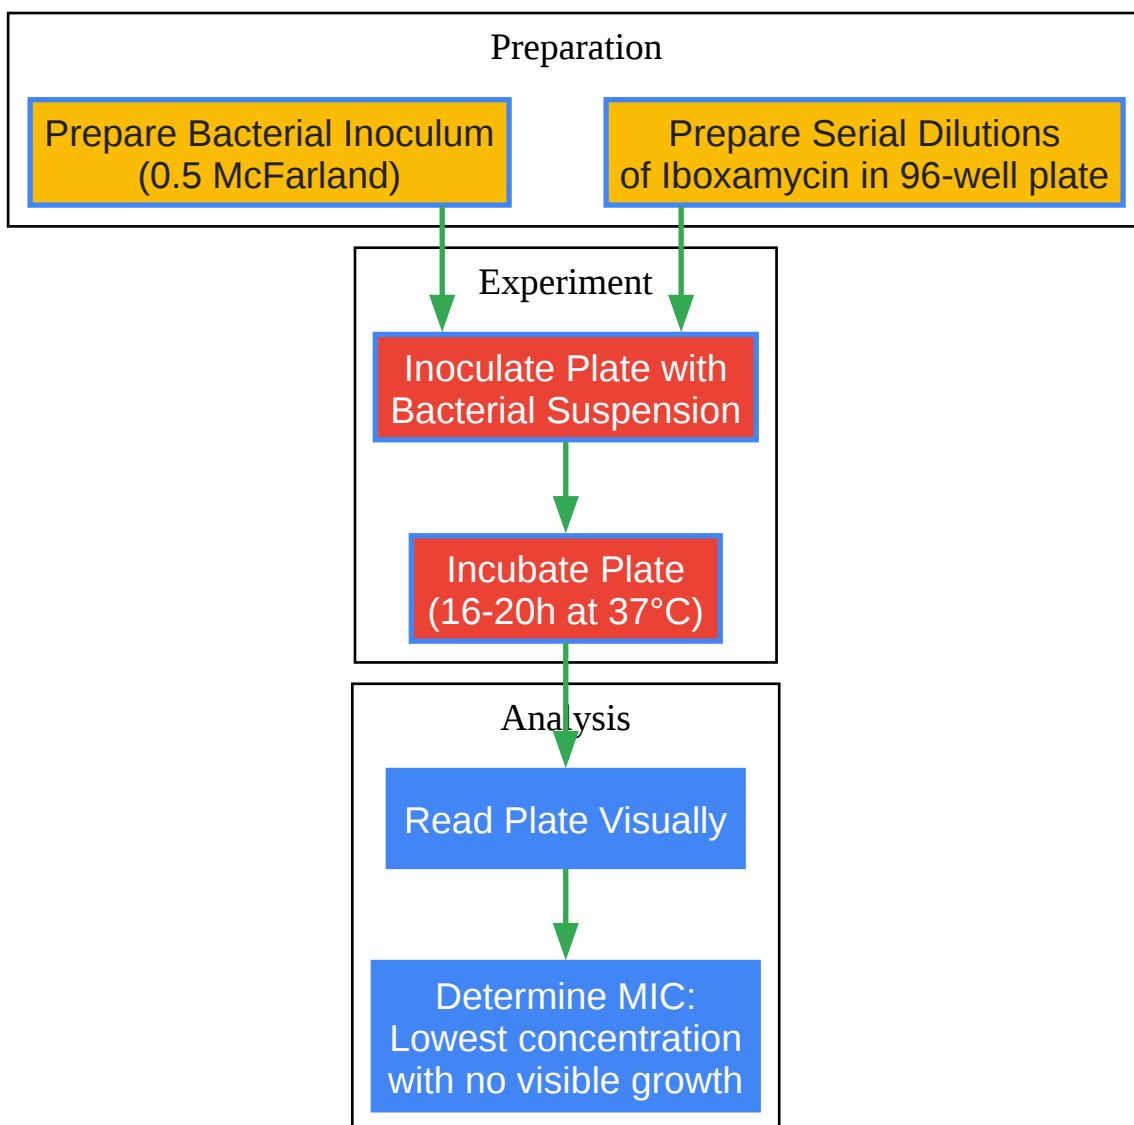 Preparation
Prepare Bacterial Inoculum
(0.5 McFarland)
Prepare Serial Dilutions
of Iboxamycin in 96-well plate
Experiment
Inoculate Plate with
Bacterial Suspension
Incubate Plate
(16-20h at 37°C)
Analysis
Read Plate Visually
Determine MIC:
Lowest concentration
with no visible growth